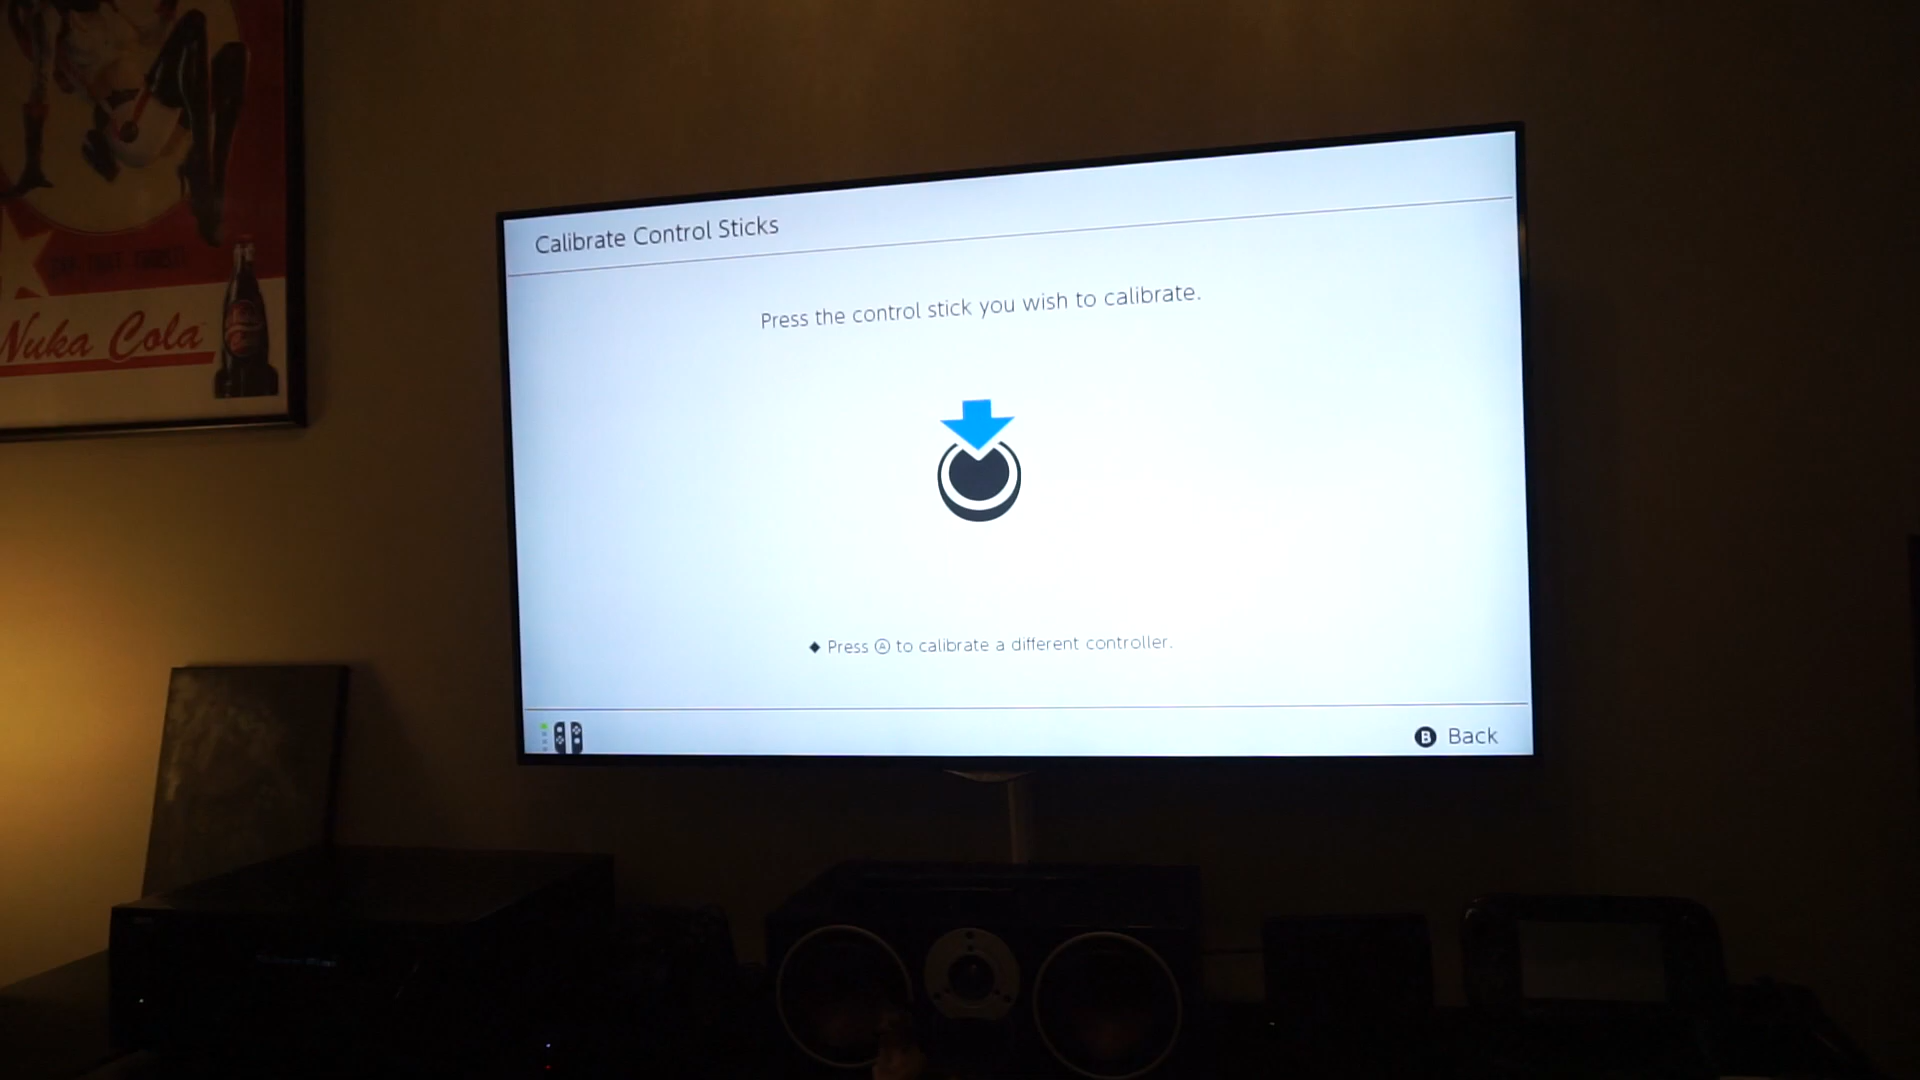 Calibrate Control Sticks
Press the control stick you wish to calibrate.
◆ Press Ⓐ to calibrate a different controller.
B Back
Nuka Cola